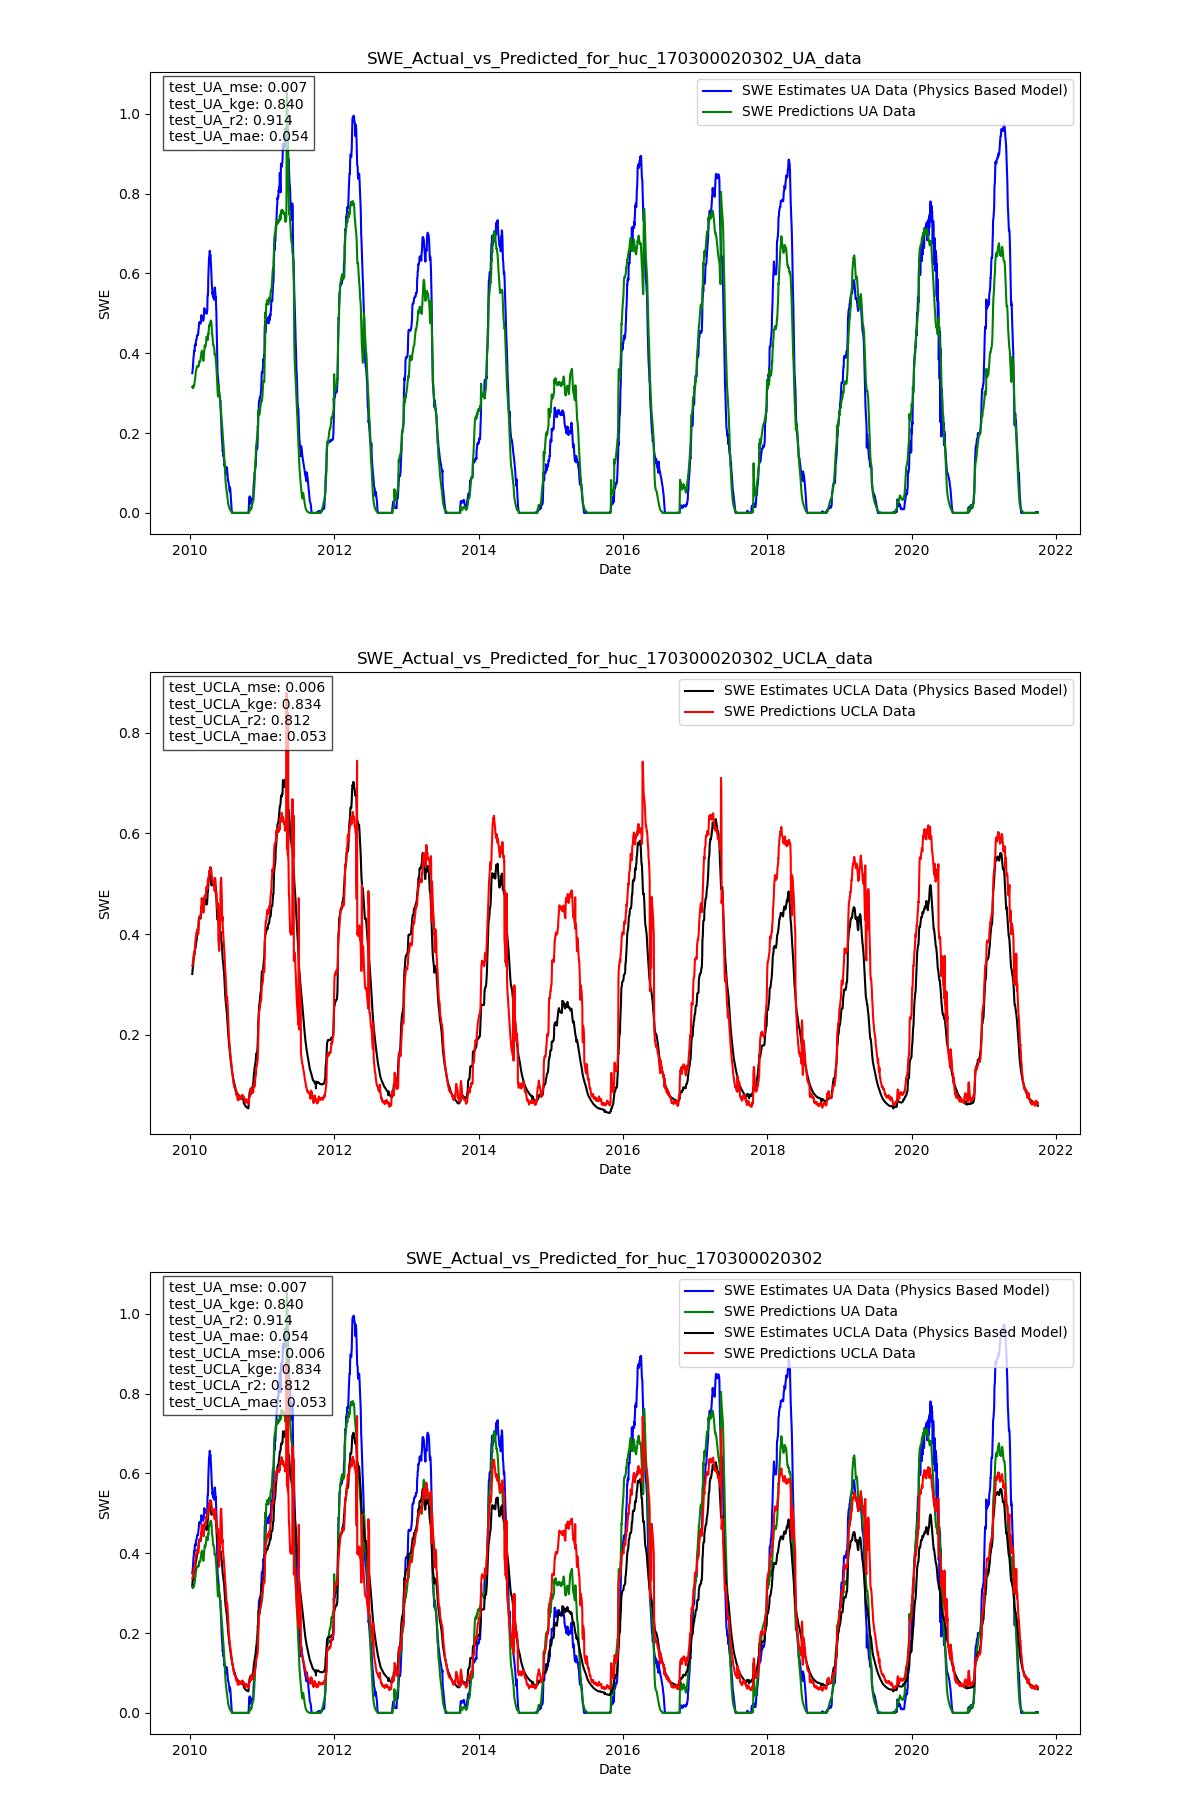 SWE_Actual_vs_Predicted_for_huc_170300020302_UA_data
test_UA_mse: 0.007
test_UA_kge: 0.840
test_UA_r2: 0.914
test_UA_mae: 0.054
SWE Estimates UA Data (Physics Based Model)
SWE Predictions UA Data
1.0
0.8
0.6
0.4
0.2
0.0
SWE
2010 2012 2014 2016 2018 2020 2022
Date
SWE_Actual_vs_Predicted_for_huc_170300020302_UCLA_data
test_UCLA_mse: 0.006
test_UCLA_kge: 0.834
test_UCLA_r2: 0.812
test_UCLA_mae: 0.053
SWE Estimates UCLA Data (Physics Based Model)
SWE Predictions UCLA Data
0.8
0.6
0.4
0.2
SWE
2010 2012 2014 2016 2018 2020 2022
Date
SWE_Actual_vs_Predicted_for_huc_170300020302
test_UA_mse: 0.007
test_UA_kge: 0.840
test_UA_r2: 0.914
test_UA_mae: 0.054
test_UCLA_mse: 0.006
test_UCLA_kge: 0.834
test_UCLA_r2: 0.812
test_UCLA_mae: 0.053
SWE Estimates UA Data (Physics Based Model)
SWE Predictions UA Data
SWE Estimates UCLA Data (Physics Based Model)
SWE Predictions UCLA Data
1.0
0.8
0.6
0.4
0.2
0.0
SWE
2010 2012 2014 2016 2018 2020 2022
Date